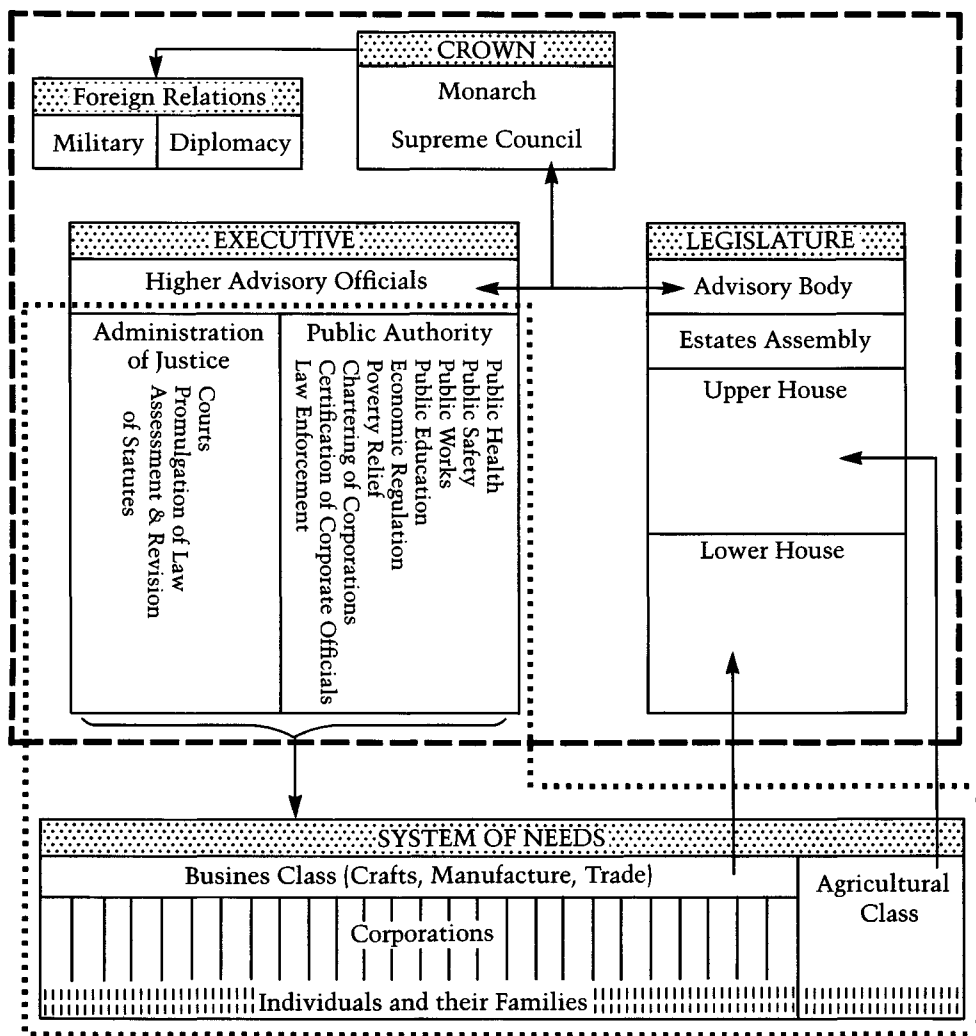 CROWN
Monarch
Supreme Council
Foreign Relations
Military
Diplomacy
EXECUTIVE
Higher Advisory Officials
Administration
of Justice
Courts
Promulgation of Law
Assessment & Revision
of Statutes
Public Authority
Public Health
Public Safety
Public Works
Public Education
Economic Regulation
Poverty Relief
Chartering of Corporations
Certification of Corporate Officials
Law Enforcement
LEGISLATURE
Advisory Body
Estates Assembly
Upper House
Lower House
SYSTEM OF NEEDS
Busines Class (Crafts, Manufacture, Trade)
Corporations
Individuals and their Families
Agricultural
Class